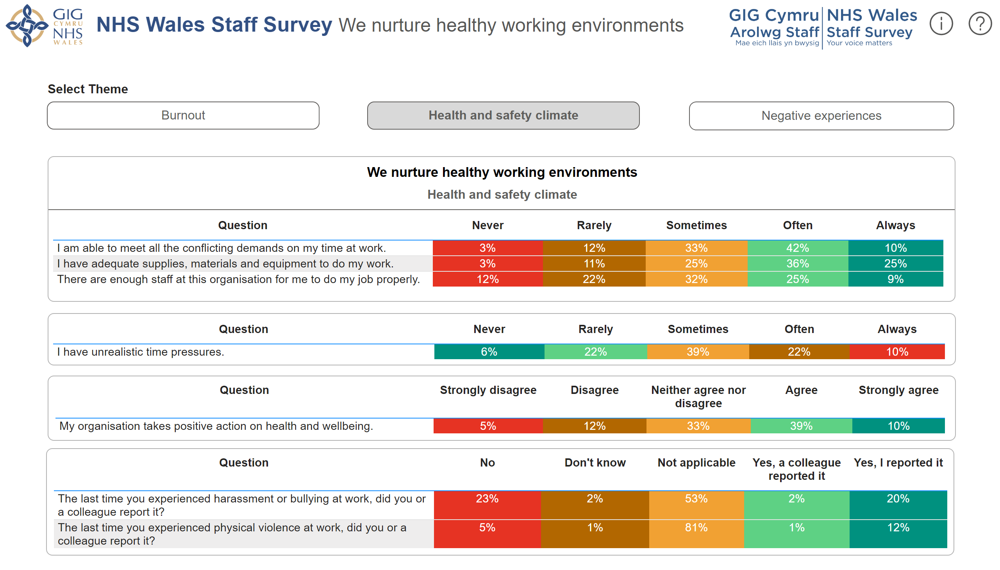 GIG
CYMRU
NHS
WALES
NHS Wales Staff Survey We nurture healthy working environments
GIG Cymru NHS Wales
Arolwg Staff Staff Survey
Mae eich llais yn bwysig Your voice matters
i ?
Select Theme
Burnout Health and safety climate Negative experiences
We nurture healthy working environments
Health and safety climate
Question Never Rarely Sometimes Often Always
I am able to meet all the conflicting demands on my time at work. 3% 12% 33% 42% 10%
I have adequate supplies, materials and equipment to do my work. 3% 11% 25% 36% 25%
There are enough staff at this organisation for me to do my job properly. 12% 22% 32% 25% 9%
Question Never Rarely Sometimes Often Always
I have unrealistic time pressures. 6% 22% 39% 22% 10%
Question Strongly disagree Disagree Neither agree nor Agree Strongly agree
disagree
My organisation takes positive action on health and wellbeing. 5% 12% 33% 39% 10%
Question No Don't know Not applicable Yes, a colleague Yes, I reported it
reported it
The last time you experienced harassment or bullying at work, did you or 23% 2% 53% 2% 20%
a colleague report it?
The last time you experienced physical violence at work, did you or a 5% 1% 81% 1% 12%
colleague report it?